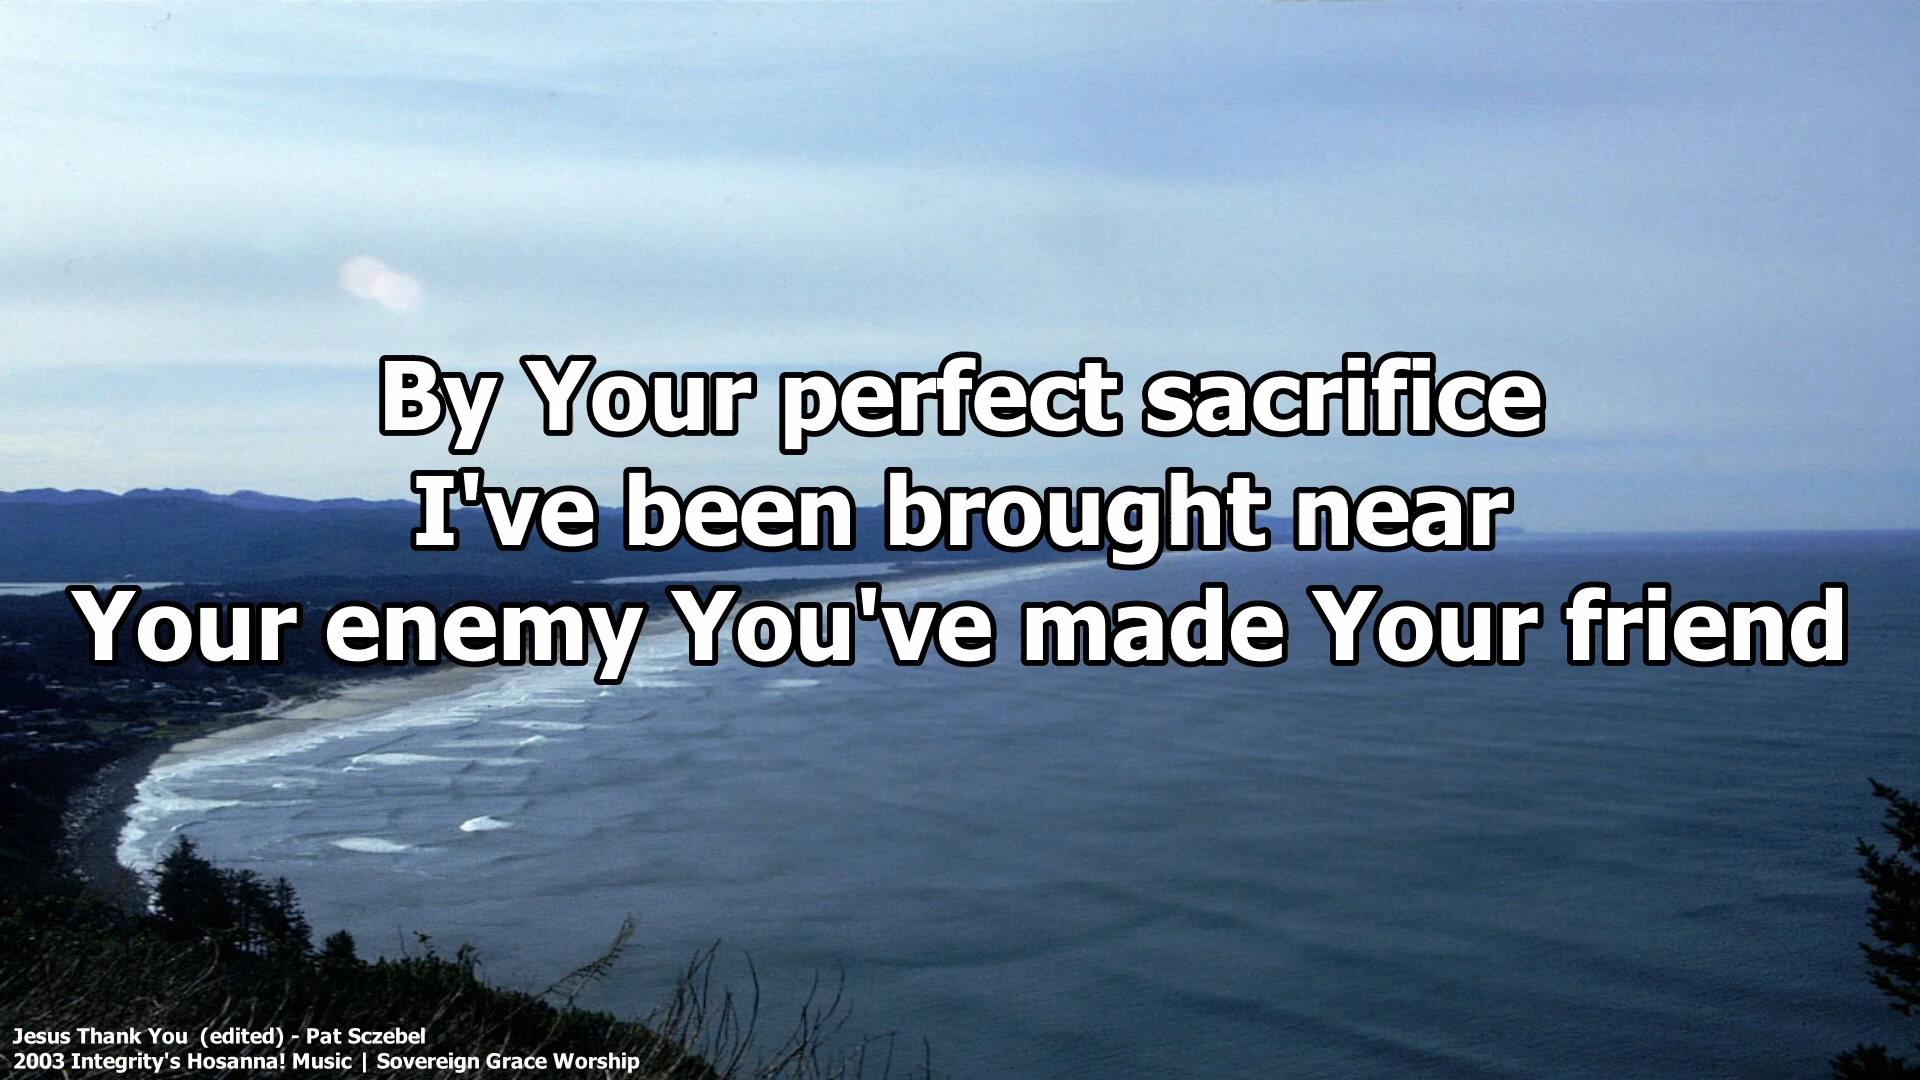 By Your perfect sacrifice
I've been brought near
Your enemy You've made Your friend
Jesus Thank You (edited) - Pat Sczebel
2003 Integrity's Hosanna! Music | Sovereign Grace Worship